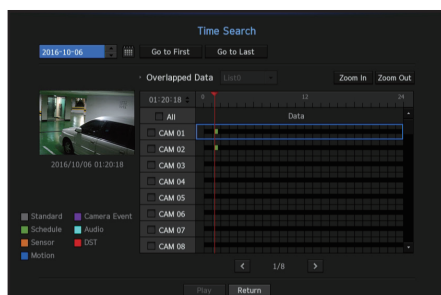 Time Search
2016-10-06
Go to First
Go to Last
Overlapped Data
List0
Zoom In
Zoom Out
01:20:18
0
12
24
All
Data
CAM 01
CAM 02
CAM 03
CAM 04
CAM 05
CAM 06
CAM 07
CAM 08
2016/10/06 01:20:18
Standard
Camera Event
Schedule
Audio
Sensor
DST
Motion
< 1/8 >
Play
Return